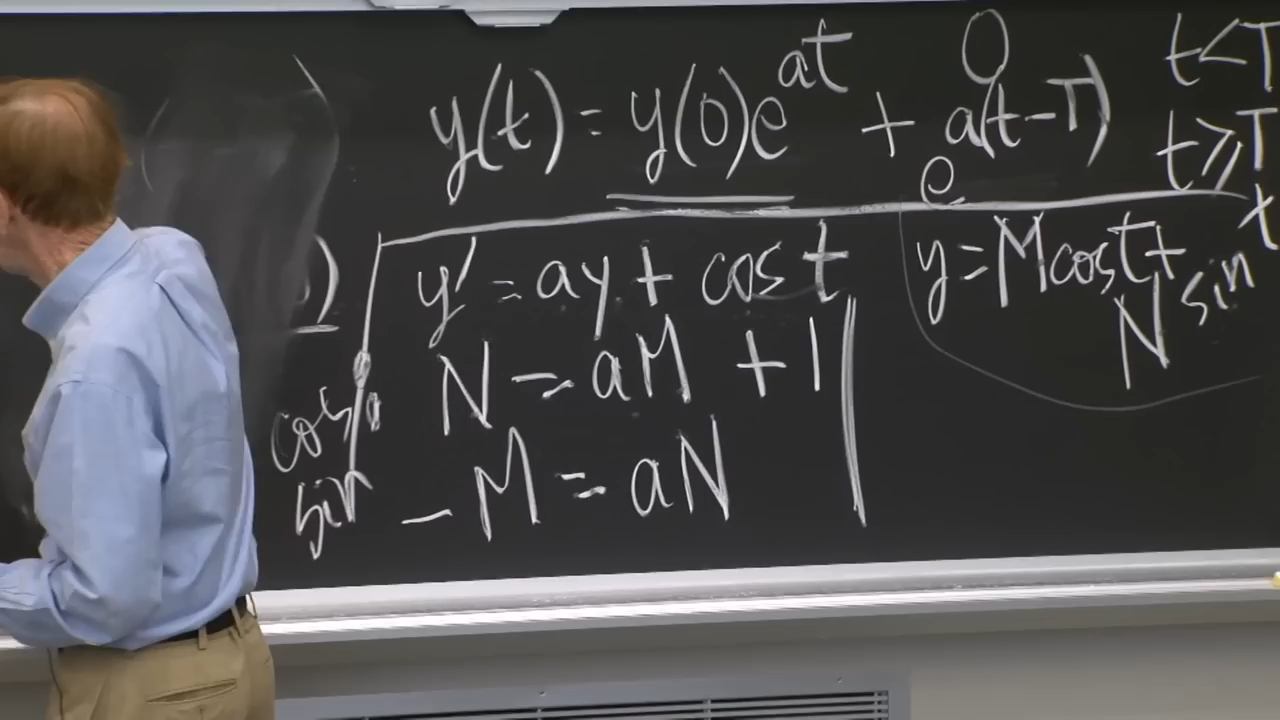 y(t) = y(0)e^{at} + 0 t<T
e^{a(t-T)} t≥T
y' = ay + cos t
y = M cos t +
N sin t
cos N = aM + 1
sin -M = aN